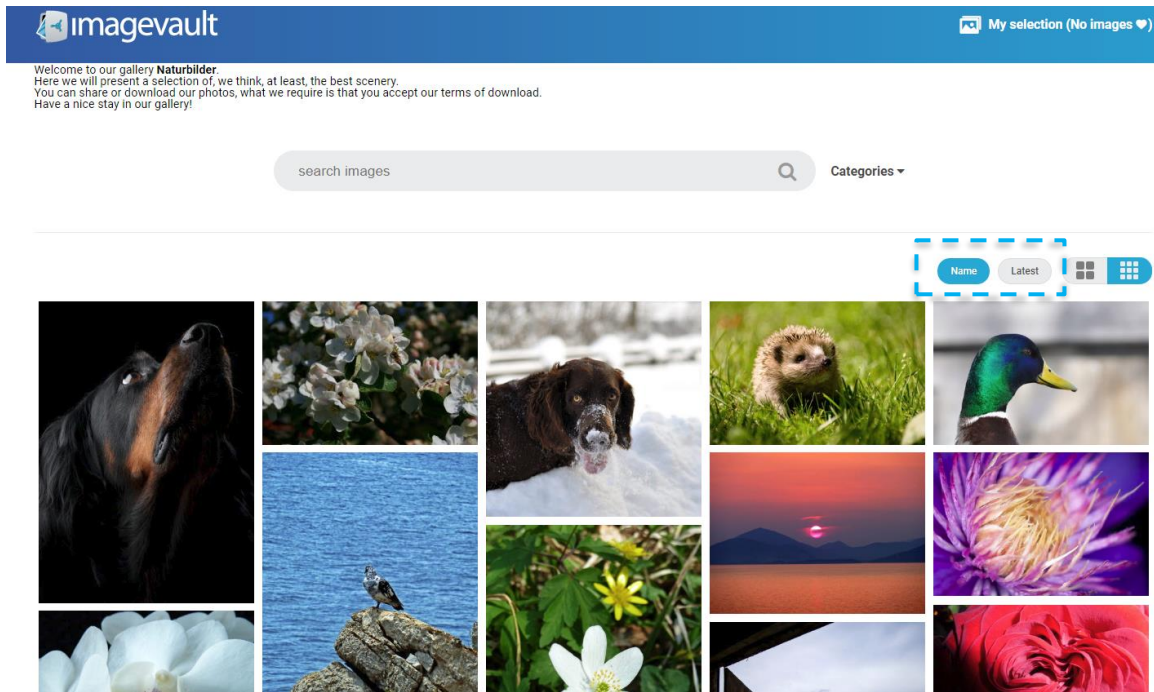 imagevault
My selection (No images ♥)
Welcome to our gallery Naturbilder.
Here we will present a selection of, we think, at least, the best scenery.
You can share or download our photos, what we require is that you accept our terms of download.
Have a nice stay in our gallery!
search images
Categories
Name
Latest